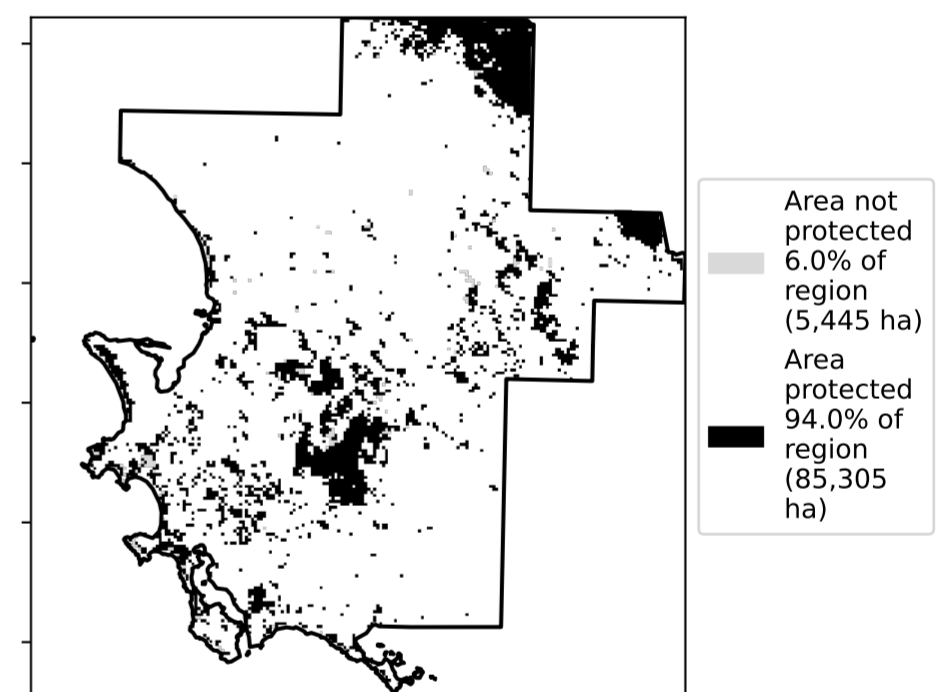 Area not
protected
6.0% of
region
(5,445 ha)
Area
protected
94.0% of
region
(85,305
ha)